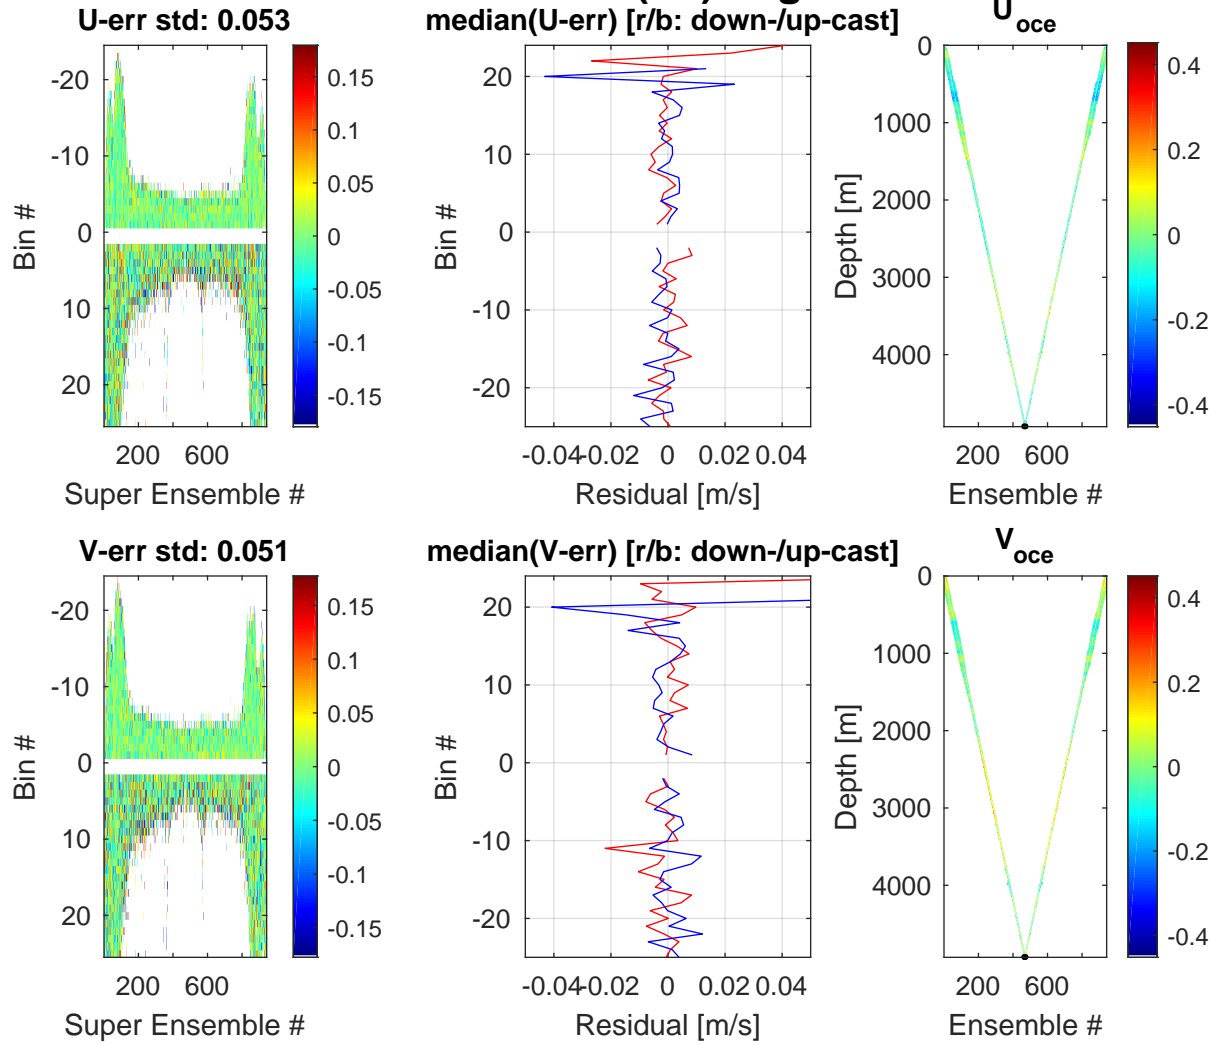 U-err std: 0.053
median(U-err) [r/b: down-/up-cast]
U oce
-20
-10
0
10
20
200 600
Super Ensemble #
Bin #
0.15
0.1
0.05
0
-0.05
-0.1
-0.15
20
10
0
-10
-20
-0.04 -0.02 0 0.02 0.04
Residual [m/s]
Bin #
0
1000
2000
3000
4000
200 600
Ensemble #
Depth [m]
0.4
0.2
0
-0.2
-0.4
V-err std: 0.051
median(V-err) [r/b: down-/up-cast]
V oce
-20
-10
0
10
20
200 600
Super Ensemble #
Bin #
0.15
0.1
0.05
0
-0.05
-0.1
-0.15
20
10
0
-10
-20
-0.04 -0.02 0 0.02 0.04
Residual [m/s]
Bin #
0
1000
2000
3000
4000
200 600
Ensemble #
Depth [m]
0.4
0.2
0
-0.2
-0.4